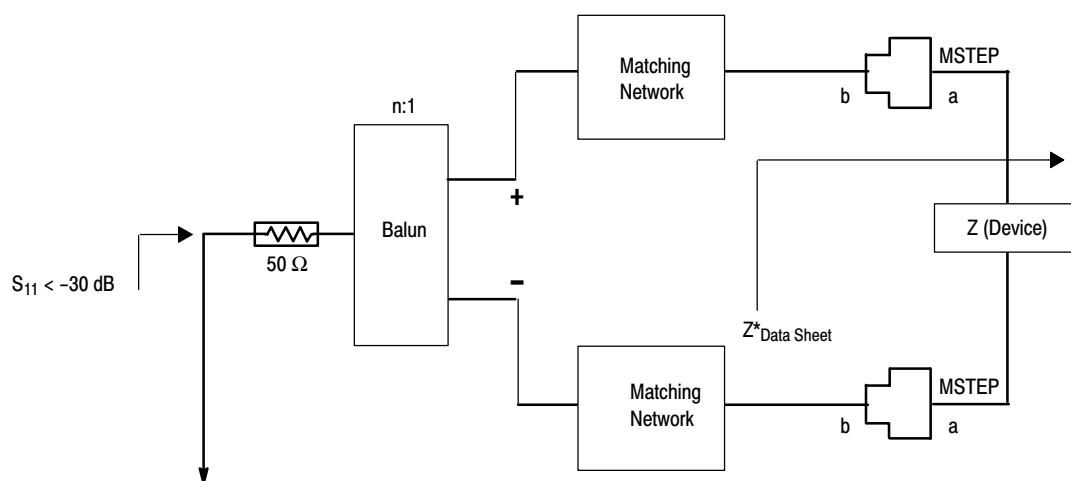 Matching
Network
MSTEP
b
a
n:1
+
Balun
Z (Device)
50 Ω
S11 < –30 dB
–
Z*Data Sheet
Matching
Network
MSTEP
b
a